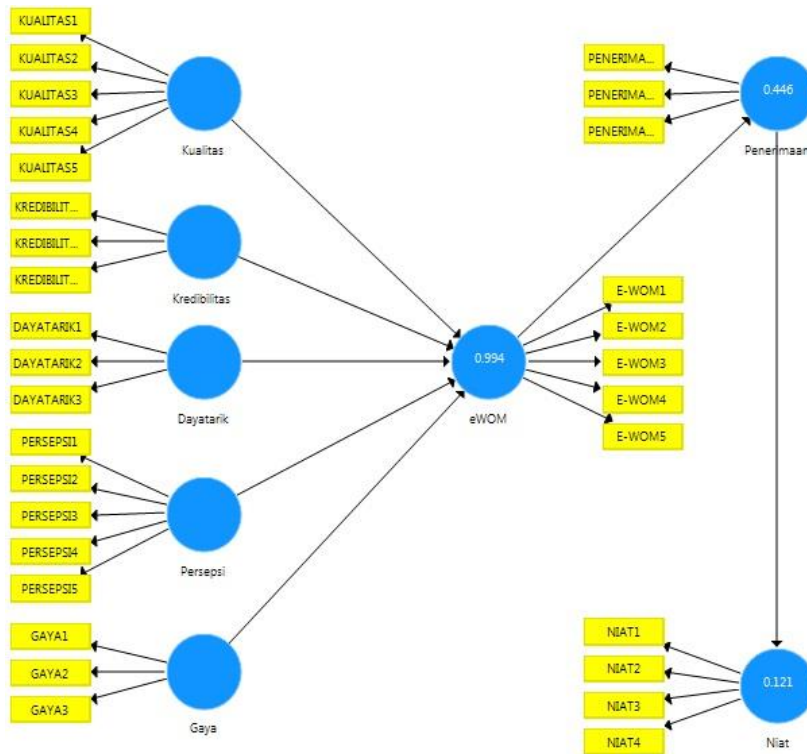 KUALITAS1
KUALITAS2
KUALITAS3
KUALITAS4
KUALITAS5
Kualitas
KREDIBILIT...
KREDIBILIT...
KREDIBILIT...
Kredibilitas
DAYATARIK1
DAYATARIK2
DAYATARIK3
Dayatarik
PERSEPSI1
PERSEPSI2
PERSEPSI3
PERSEPSI4
PERSEPSI5
Persepsi
GAYA1
GAYA2
GAYA3
Gaya
0.994
eWOM
E-WOM1
E-WOM2
E-WOM3
E-WOM4
E-WOM5
PENERIMA...
PENERIMA...
PENERIMA...
0.446
Penerimaan
NIAT1
NIAT2
NIAT3
NIAT4
0.121
Niat